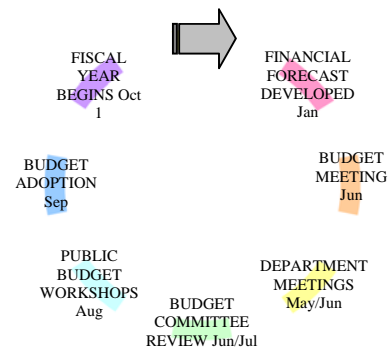 FISCAL
YEAR
BEGINS Oct
1
FINANCIAL
FORECAST
DEVELOPED
Jan
BUDGET
MEETING
Jun
DEPARTMENT
MEETINGS
May/Jun
BUDGET
COMMITTEE
REVIEW Jun/Jul
PUBLIC
BUDGET
WORKSHOPS
Aug
BUDGET
ADOPTION
Sep